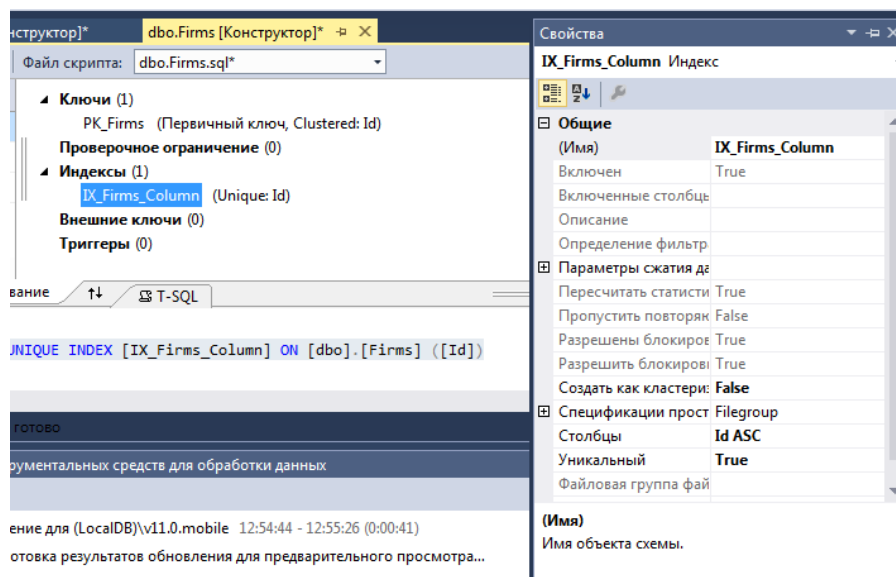 нструктор]*
dbo.Firms [Конструктор]*
Файл скрипта: dbo.Firms.sql*
Ключи (1)
PK_Firms (Первичный ключ, Clustered: Id)
Проверочное ограничение (0)
Индексы (1)
IX_Firms_Column (Unique: Id)
Внешние ключи (0)
Триггеры (0)
вание
T-SQL
UNIQUE INDEX [IX_Firms_Column] ON [dbo].[Firms] ([Id])
готово
рументальных средств для обработки данных
ение для (LocalDB)\v11.0.mobile 12:54:44 - 12:55:26 (0:00:41)
отовка результатов обновления для предварительного просмотра...
Свойства
IX_Firms_Column Индекс
Общие
(Имя) IX_Firms_Column
Включен True
Включенные столбць
Описание
Определение фильтр
Параметры сжатия да
Пересчитать статисти True
Пропустить повторян False
Разрешены блокиров True
Разрешить блокирові True
Создать как кластери: False
Спецификации прост Filegroup
Столбцы Id ASC
Уникальный True
Файловая группа фай
(Имя)
Имя объекта схемы.